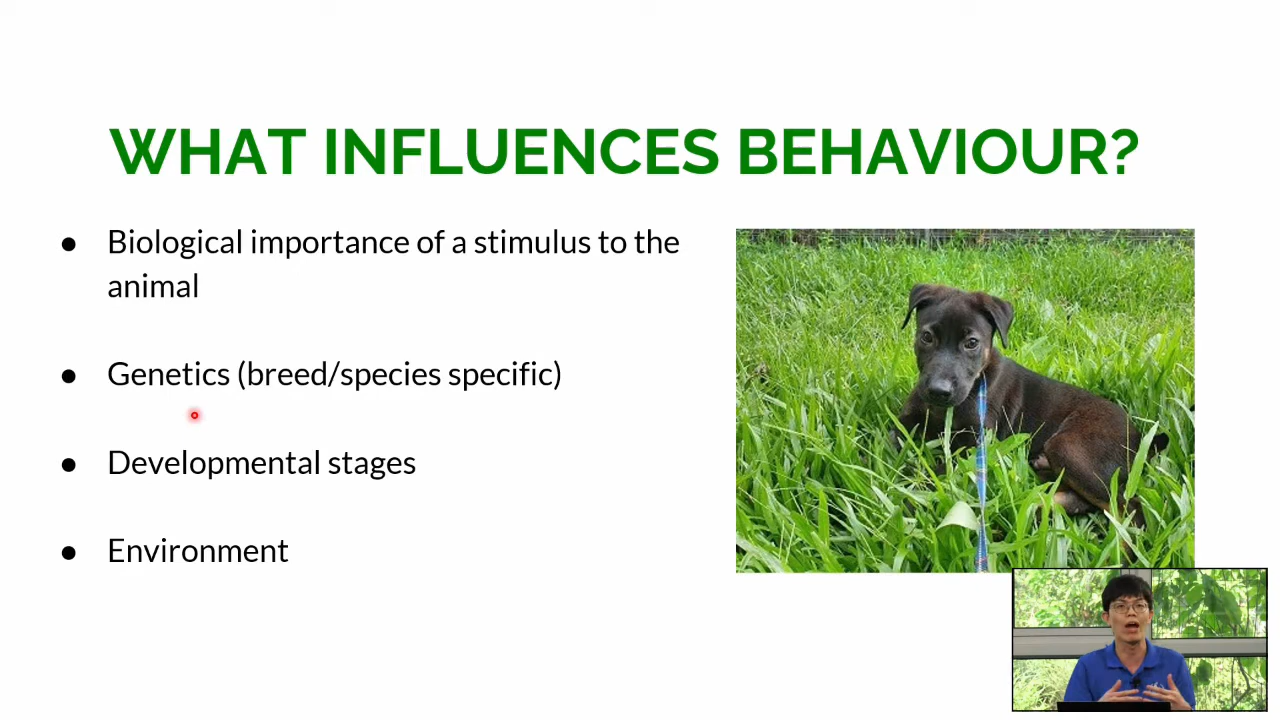 WHAT INFLUENCES BEHAVIOUR?
● Biological importance of a stimulus to the
animal
● Genetics (breed/species specific)
● Developmental stages
● Environment